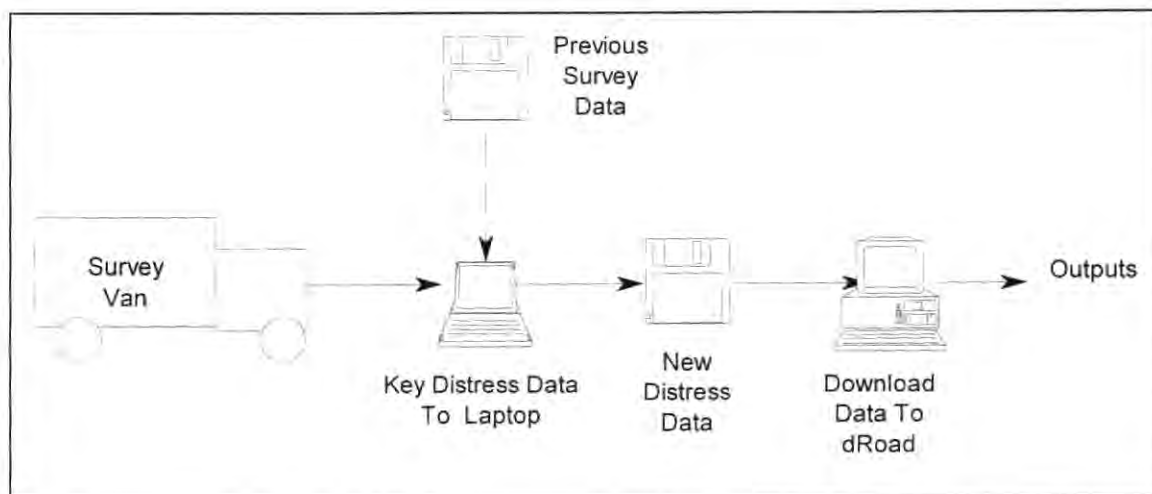 Previous
Survey
Data
Survey
Van
Key Distress Data
To Laptop
New
Distress
Data
Download
Data To
dRoad
Outputs